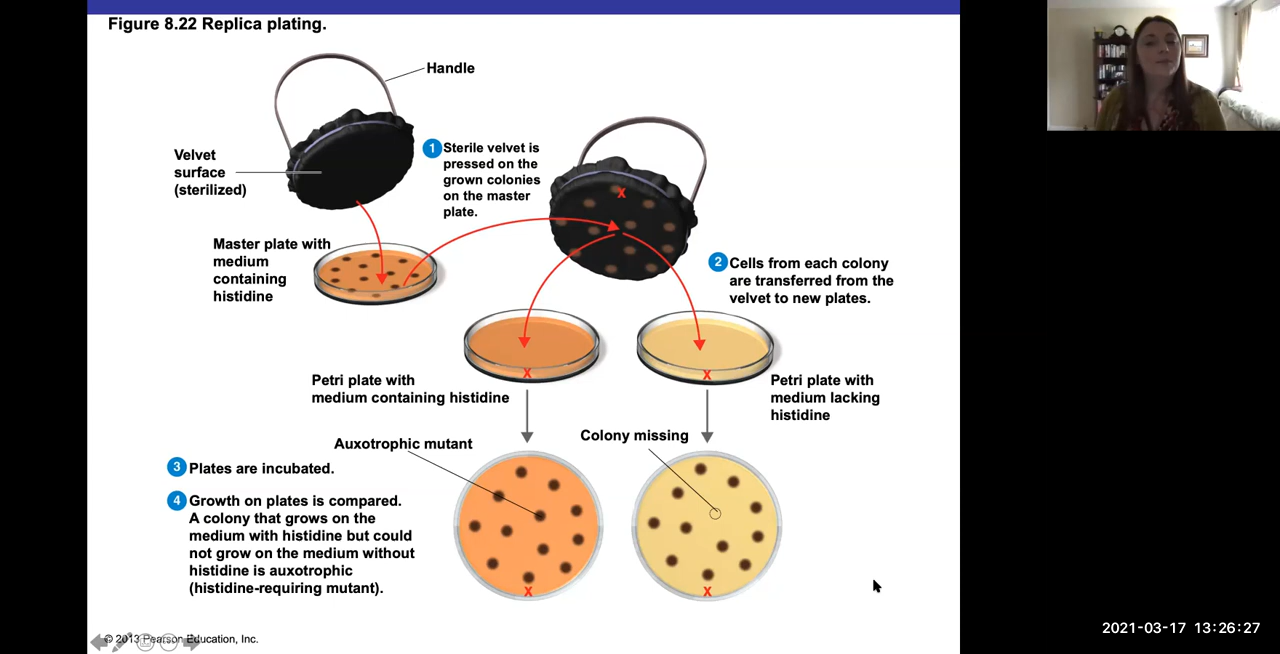 Figure 8.22 Replica plating.
Handle
Velvet
surface
(sterilized)
1 Sterile velvet is
pressed on the
grown colonies
on the master
plate.
X
Master plate with
medium
containing
histidine
2 Cells from each colony
are transferred from the
velvet to new plates.
X
X
Petri plate with
medium containing histidine
Petri plate with
medium lacking
histidine
Auxotrophic mutant
Colony missing
3 Plates are incubated.
4 Growth on plates is compared.
A colony that grows on the
medium with histidine but could
not grow on the medium without
histidine is auxotrophic
(histidine-requiring mutant).
X
X
© 2013 Pearson Education, Inc.
2021-03-17 13:26:27